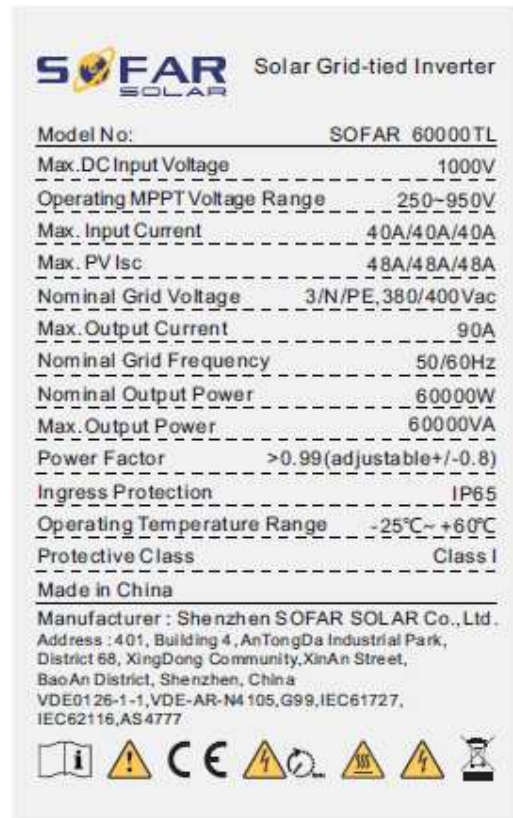 SOFAR SOLAR
Solar Grid-tied Inverter
Model No: SOFAR 60000TL
Max.DC Input Voltage 1000V
Operating MPPT Voltage Range 250~950V
Max. Input Current 40A/40A/40A
Max. PV Isc 48A/48A/48A
Nominal Grid Voltage 3/N/PE,380/400Vac
Max.Output Current 90A
Nominal Grid Frequency 50/60Hz
Nominal Output Power 60000W
Max.Output Power 60000VA
Power Factor >0.99(adjustable+/-0.8)
Ingress Protection IP65
Operating Temperature Range -25℃~+60℃
Protective Class Class I
Made in China
Manufacturer : Shenzhen SOFAR SOLAR Co.,Ltd.
Address : 401, Building 4, AnTongDa Industrial Park,
District 68, XingDong Community,XinAn Street,
BaoAn District, Shenzhen, China
VDE0126-1-1,VDE-AR-N4105,G99,IEC61727,
IEC62116,AS4777
CE